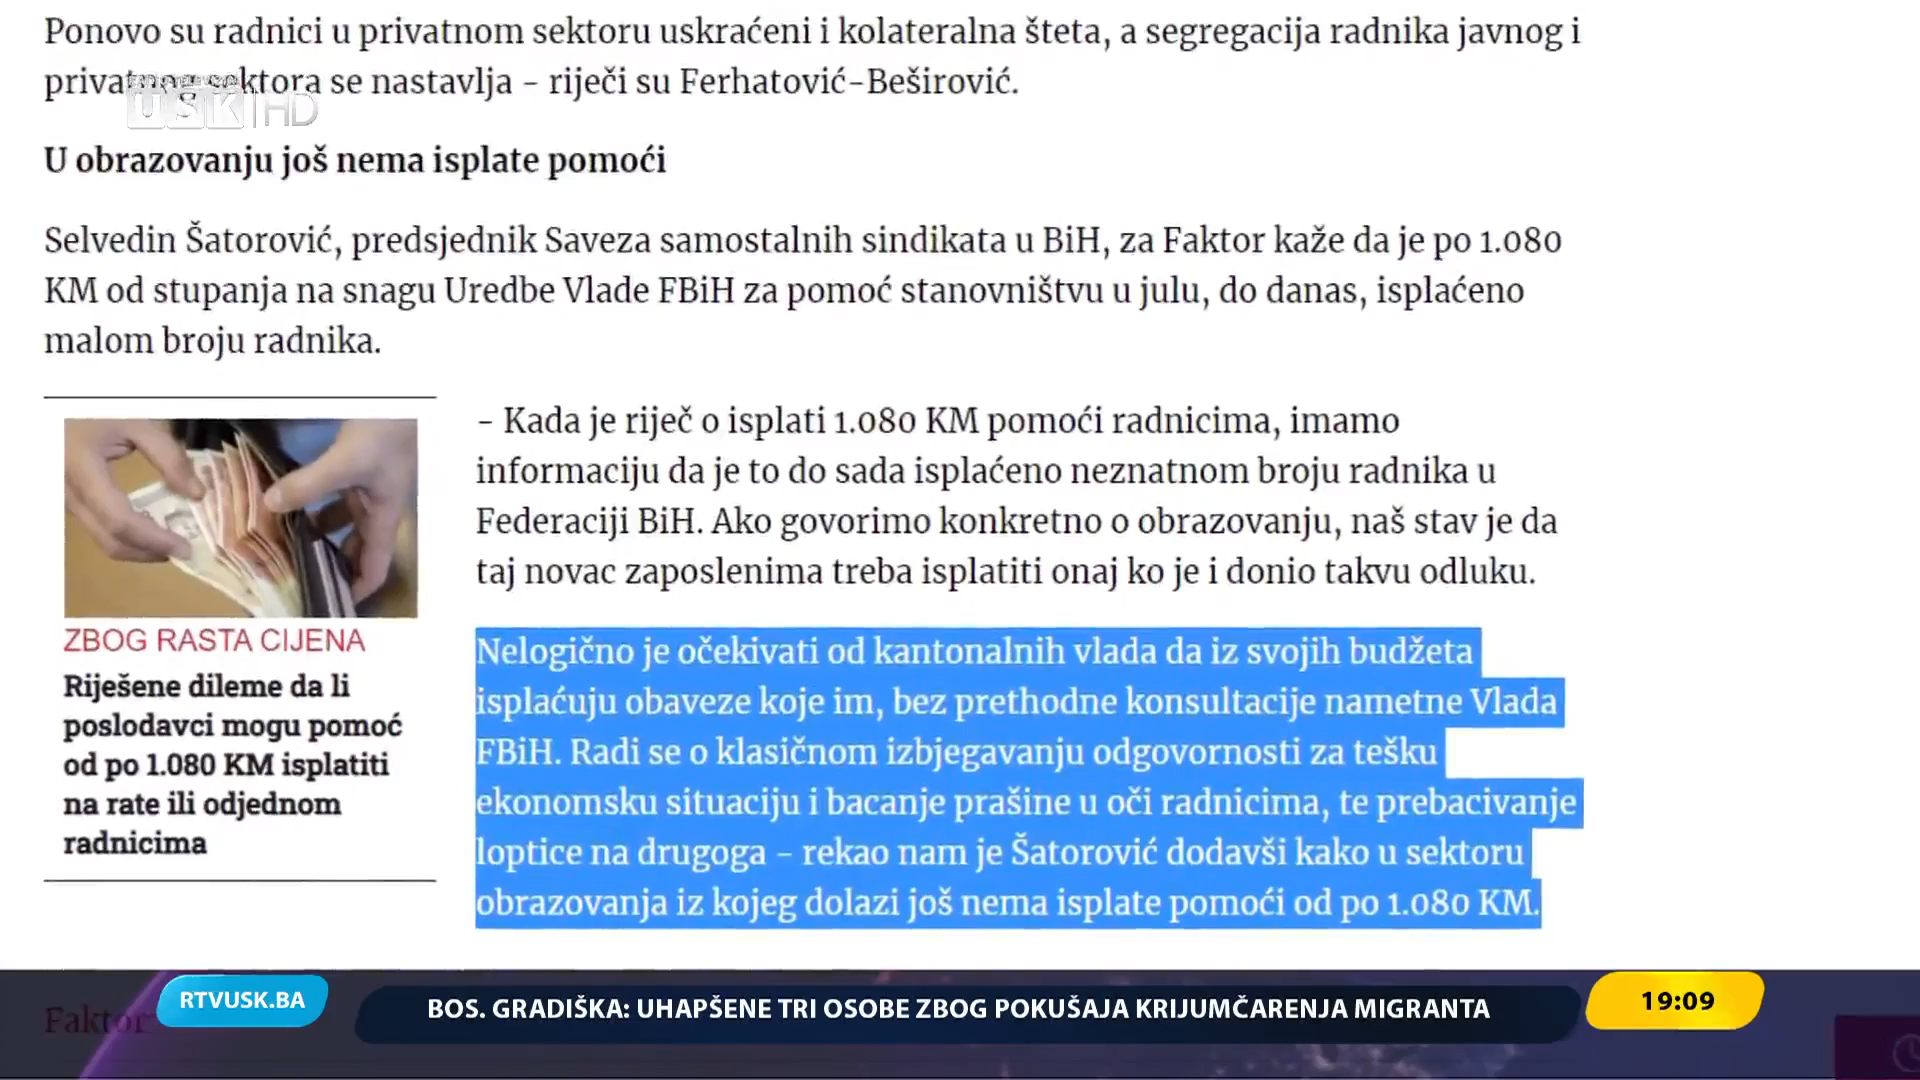 Ponovo su radnici u privatnom sektoru uskraćeni i kolateralna šteta, a segregacija radnika javnog i
privatnog sektora se nastavlja – riječi su Ferhatović-Beširović.
USK HD
U obrazovanju još nema isplate pomoći
Selvedin Šatorović, predsjednik Saveza samostalnih sindikata u BiH, za Faktor kaže da je po 1.080
KM od stupanja na snagu Uredbe Vlade FBiH za pomoć stanovništvu u julu, do danas, isplaćeno
malom broju radnika.
– Kada je riječ o isplati 1.080 KM pomoći radnicima, imamo
informaciju da je to do sada isplaćeno neznatnom broju radnika u
Federaciji BiH. Ako govorimo konkretno o obrazovanju, naš stav je da
taj novac zaposlenima treba isplatiti onaj ko je i donio takvu odluku.
ZBOG RASTA CIJENA
Riješene dileme da li
poslodavci mogu pomoć
od po 1.080 KM isplatiti
na rate ili odjednom
radnicima
Nelogično je očekivati od kantonalnih vlada da iz svojih budžeta
isplaćuju obaveze koje im, bez prethodne konsultacije nametne Vlada
FBiH. Radi se o klasičnom izbjegavanju odgovornosti za tešku
ekonomsku situaciju i bacanje prašine u oči radnicima, te prebacivanje
loptice na drugoga – rekao nam je Šatorović dodavši kako u sektoru
obrazovanja iz kojeg dolazi još nema isplate pomoći od po 1.080 KM.
Faktor
RTVUSK.BA
BOS. GRADIŠKA: UHAPŠENE TRI OSOBE ZBOG POKUŠAJA KRIJUMČARENJA MIGRANTA
19:09